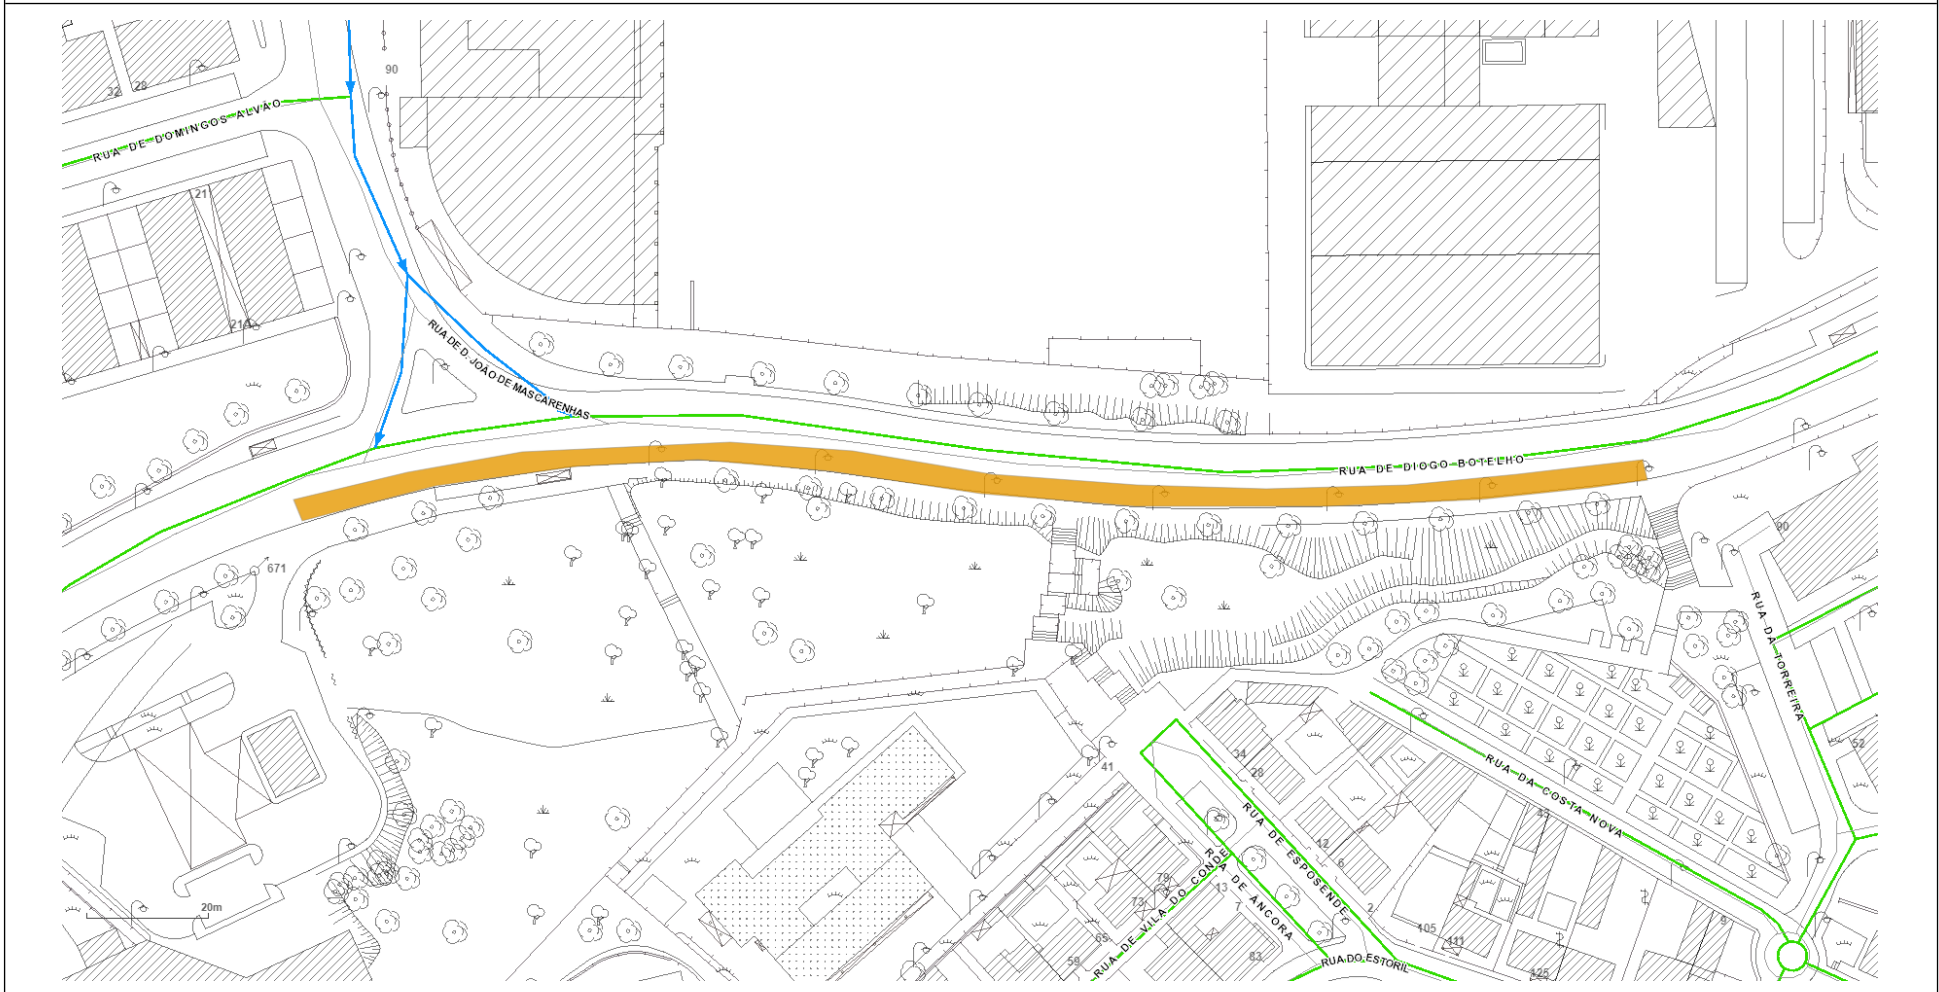 90
32
28
RUA DE DOMINGOS ALVÃO
21
21A
RUA DE D. JOÃO DE MASCARENHAS
RUA DE DIOGO BOTELHO
90
671
RUA DA TORREIRA
52
34
28
41
RUA DA COSTA NOVA
45
RUA DE ESPOSENDE
12
6
RUA DE ANCORA
79
13
73
7
2
RUA DE VILA DO CONDE
20m
65
105
111
9
59
83
RUA DO ESTORIL
125